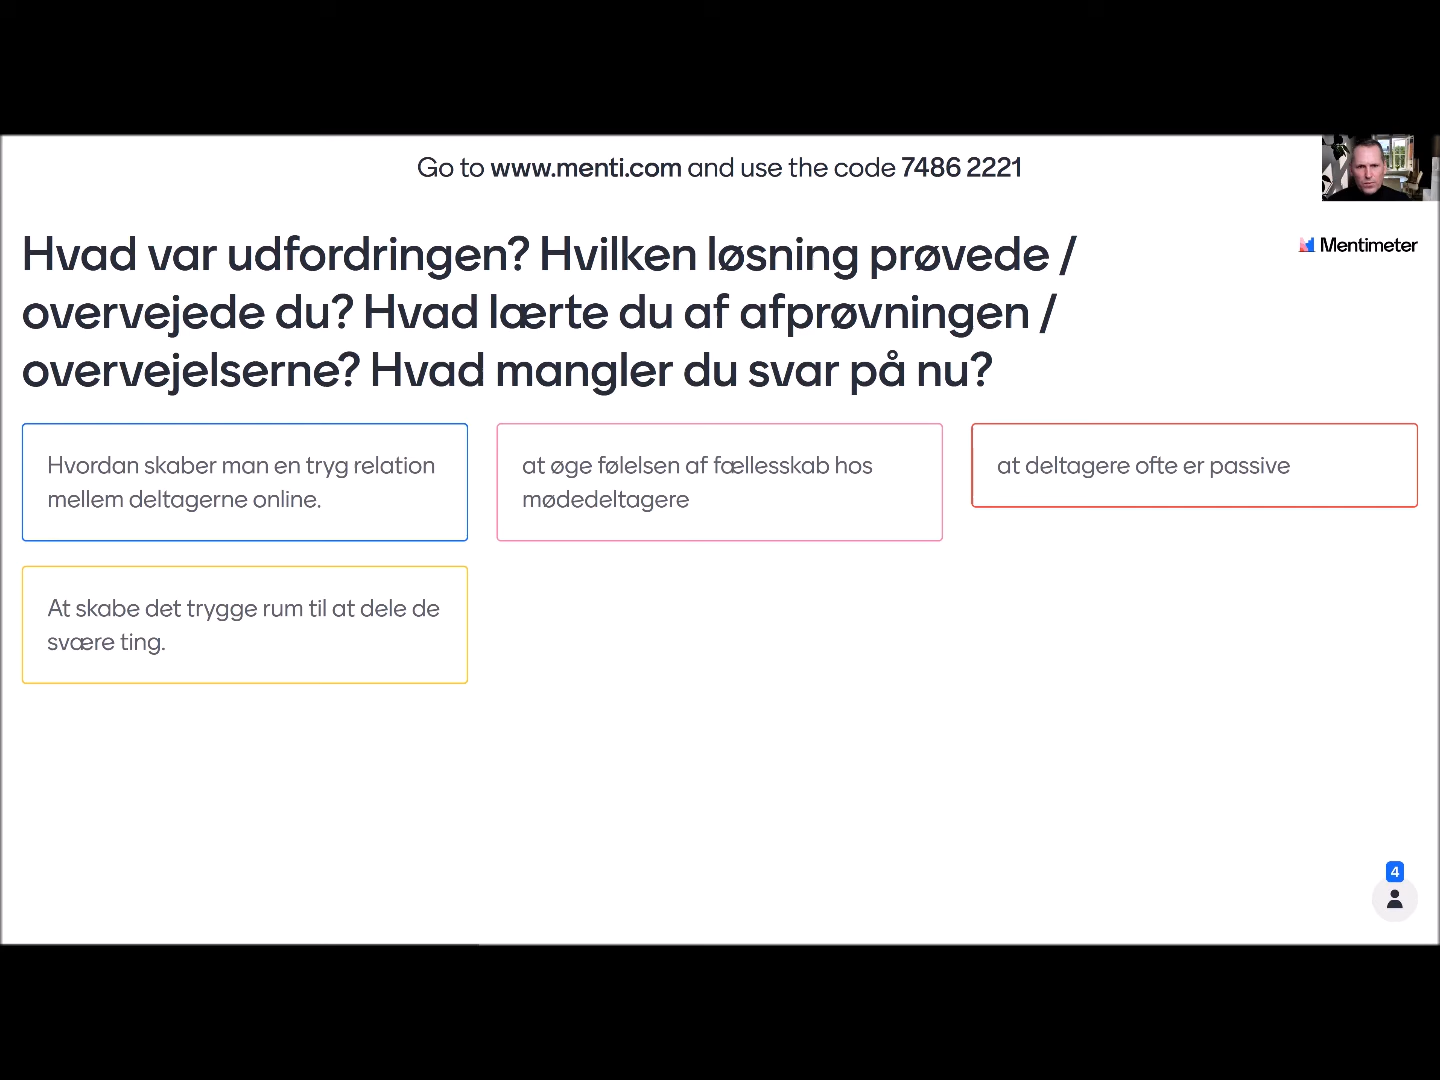 Go to www.menti.com and use the code 7486 2221
Mentimeter
Hvad var udfordringen? Hvilken løsning prøvede /
overvejede du? Hvad lærte du af afprøvningen /
overvejelserne? Hvad mangler du svar på nu?
Hvordan skaber man en tryg relation
mellem deltagerne online.
at øge følelsen af fællesskab hos
mødedeltagere
at deltagere ofte er passive
At skabe det trygge rum til at dele de
svære ting.
4